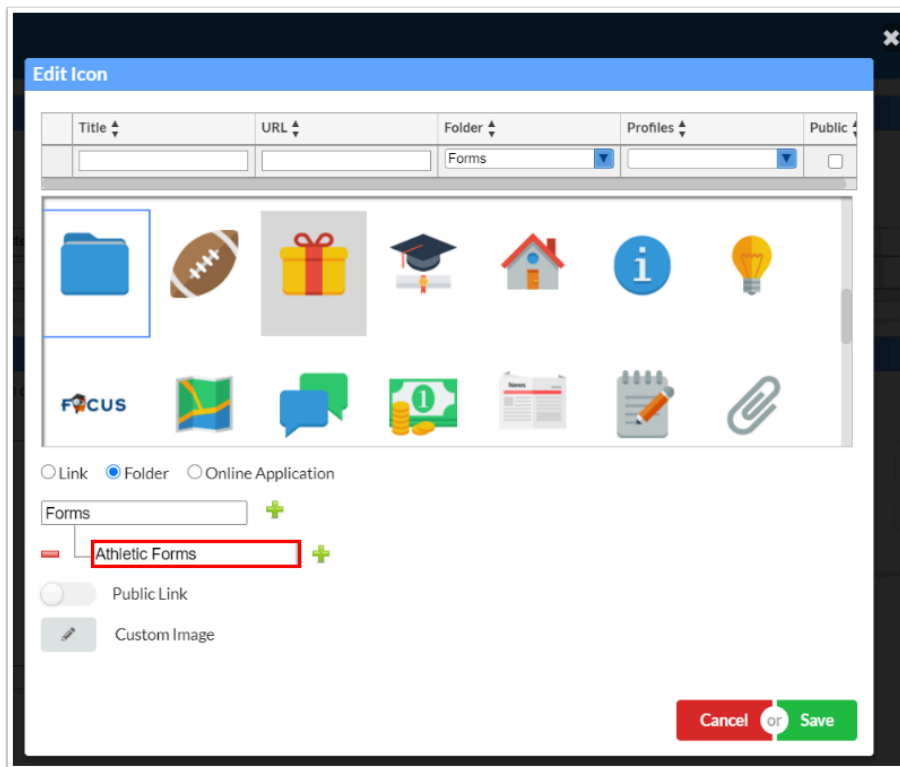 Edit Icon
Title URL Folder Profiles Public
Forms
i
FOCUS 1 News
Link Folder Online Application
Forms
Athletic Forms
Public Link
Custom Image
Cancel or Save